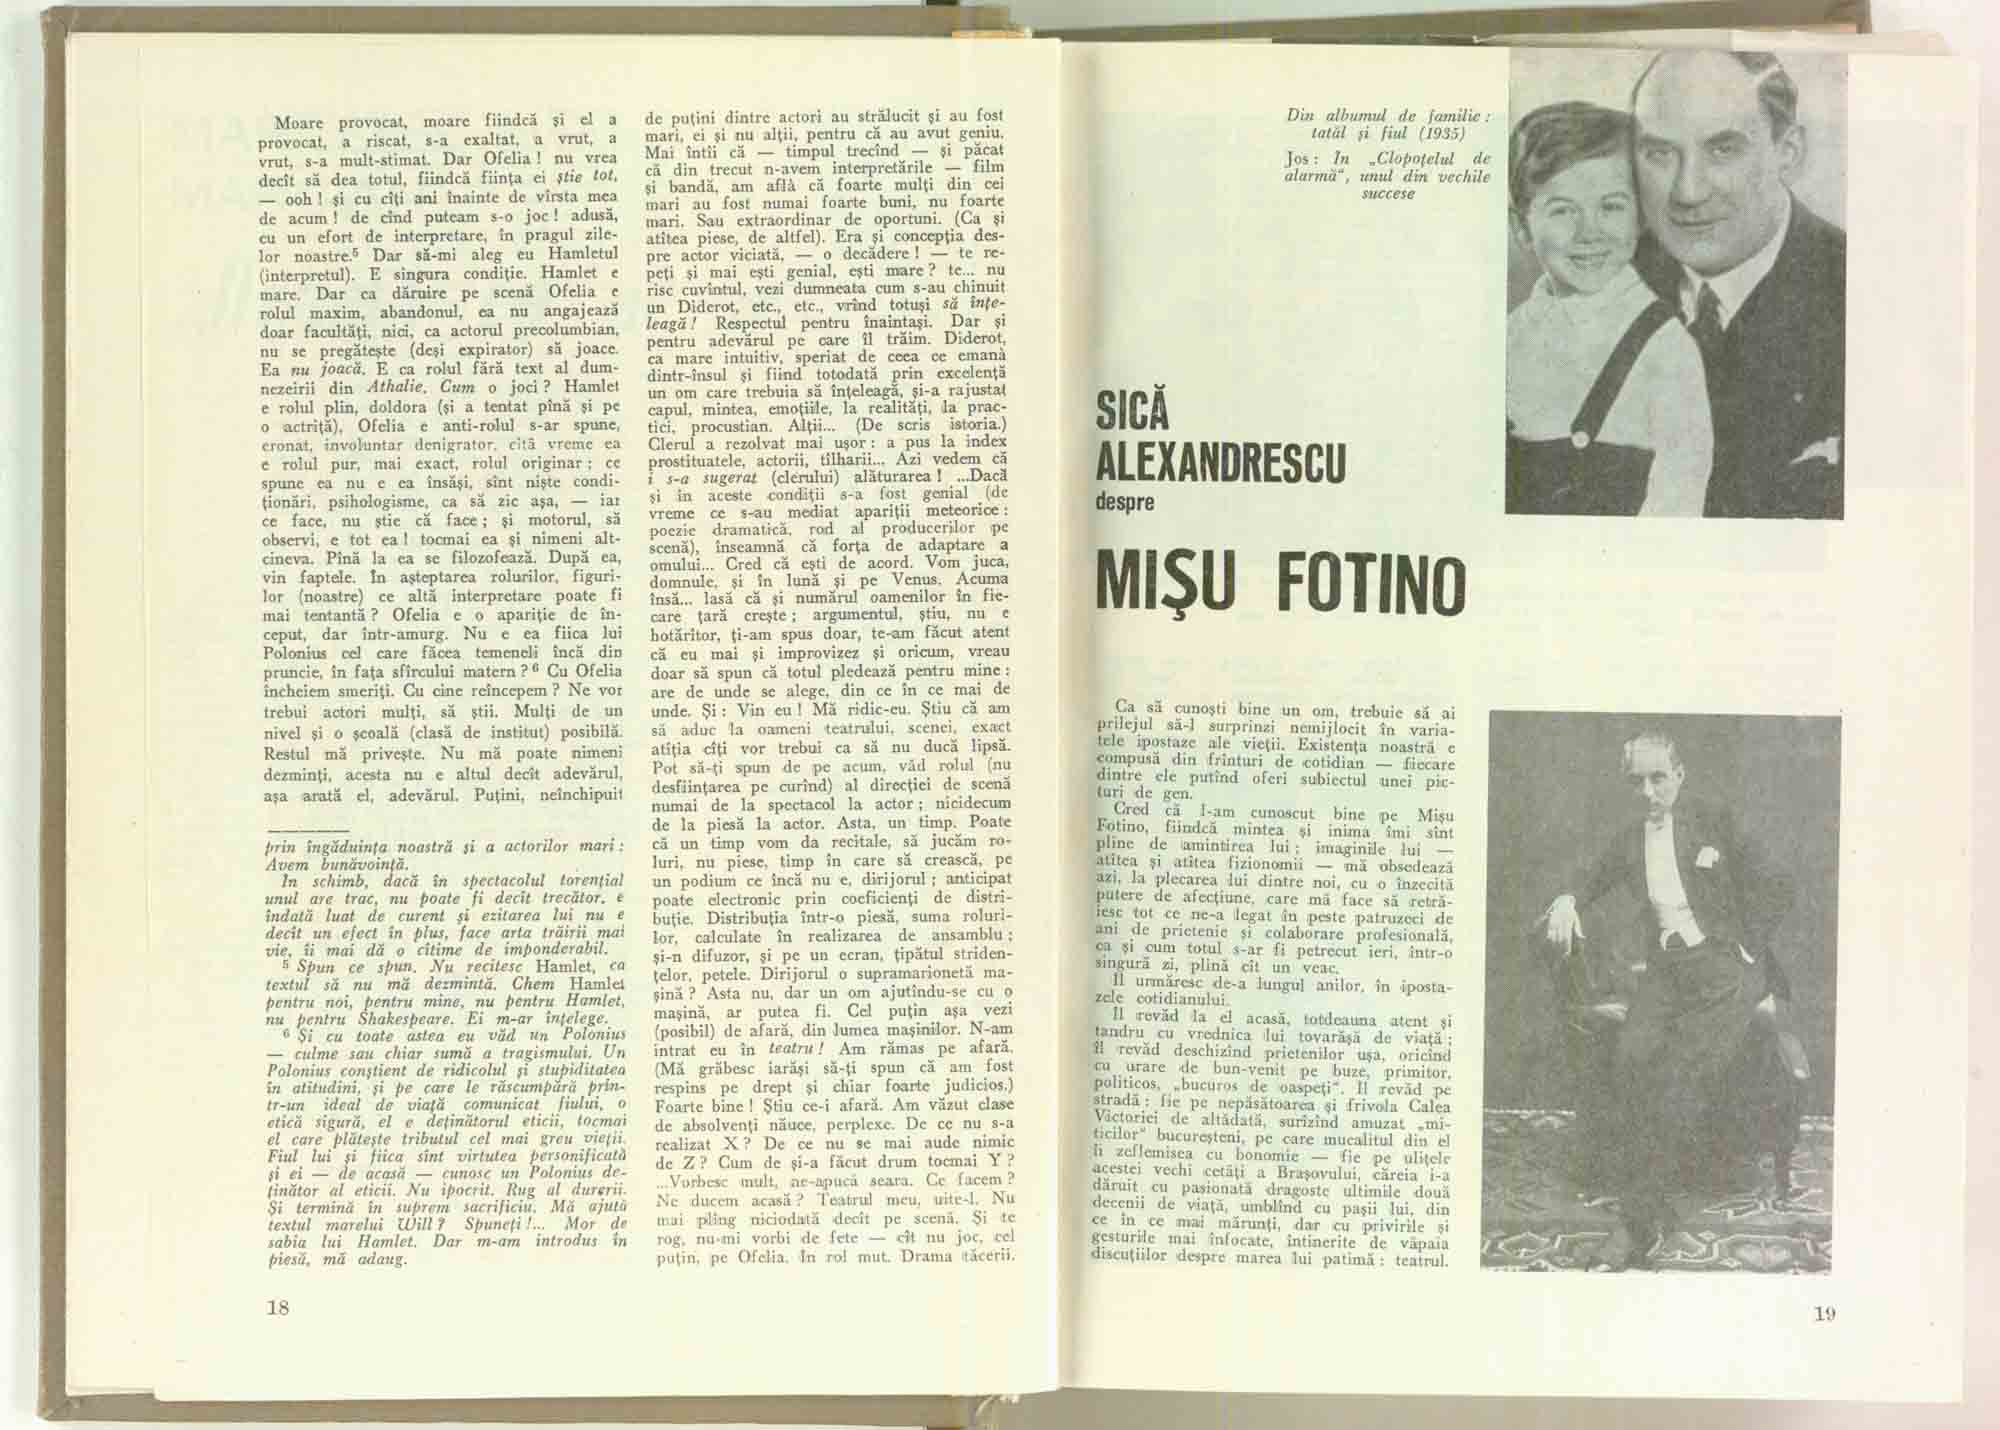 Moare provocat, moare fiindcă și el a
provocat, a riscat, s-a exaltat, a vrut, a
vrut, s-a mult-stimat. Dar Ofelia ! nu vrea
decît să dea totul, fiindcă ființa ei știe tot,
— ooh ! și cu cîți ani înainte de vîrsta mea
de acum ! de cînd puteam s-o joc ! adusă,
cu un efort de interpretare, în pragul zile-
lor noastre.⁵ Dar să-mi aleg eu Hamletul
(interpretul). E singura condiție. Hamlet e
mare. Dar ca dăruire pe scenă Ofelia e
rolul maxim, abandonul, ea nu angajează
doar facultăți, nici, ca actorul precolumbian,
nu se pregătește (deși expirator) să joace.
Ea nu joacă. E ca rolul fără text al dum-
nezeirii din Athalie. Cum o joci ? Hamlet
e rolul plin, doldora (și a tentat pînă și pe
o actriță), Ofelia e anti-rolul s-ar spune,
eronat, involuntar denigrator, cită vreme ea
e rolul pur, mai exact, rolul originar ; ce
spune ea nu e ea însăși, sînt niște condi-
ționări, psihologisme, ca să zic așa, — iar
ce face, nu știe că face ; și motorul, să
observi, e tot ea ! tocmai ea și nimeni alt-
cineva. Pînă la ea se filozofează. După ea,
vin faptele. In așteptarea rolurilor, figuri-
lor (noastre) ce altă interpretare poate fi
mai tentantă ? Ofelia e o apariție de în-
ceput, dar într-amurg. Nu e ea fiica lui
Polonius cel care făcea temeneli încă din
pruncie, în fața sfîrcului matern ? ⁶ Cu Ofelia
încheiem smeriți. Cu cine reîncepem ? Ne vor
trebui actori mulți, să știi. Mulți de un
nivel și o școală (clasă de institut) posibilă.
Restul mă privește. Nu mă poate nimeni
dezminți, acesta nu e altul decît adevărul,
așa arată el, adevărul. Puțini, neînchipuit
prin îngăduința noastră și a actorilor mari :
Avem bunăvoință.
In schimb, dacă în spectacolul torențial
unul are trac, nu poate fi decît trecător, e
îndată luat de curent și ezitarea lui nu e
decît un efect în plus, face arta trăirii mai
vie, îi mai dă o cîtime de imponderabil.
⁵ Spun ce spun. Nu recitesc Hamlet, ca
textul să nu mă dezmintă. Chem Hamlet
pentru noi, pentru mine, nu pentru Hamlet,
nu pentru Shakespeare. Ei m-ar înțelege.
⁶ Și cu toate astea eu văd un Polonius
— culme sau chiar sumă a tragismului. Un
Polonius conștient de ridicolul și stupiditatea
în atitudini, și pe care le răscumpără prin-
tr-un ideal de viață comunicat fiului, o
etică sigură, el e deținătorul eticii, tocmai
el care plătește tributul cel mai greu vieții.
Fiul lui și fiica sînt virtutea personificată
și ei — de acasă — cunosc un Polonius de-
ținător al eticii. Nu ipocrit. Rug al durerii.
Și termină în suprem sacrificiu. Mă ajută
textul marelui Will ? Spuneți !... Mor de
sabia lui Hamlet. Dar m-am introdus în
piesă, mă adaug.
18
de puțini dintre actori au strălucit și au fost
mari, ei și nu alții, pentru că au avut geniu.
Mai întîi că — timpul trecînd — și păcat
că din trecut n-avem interpretările — film
și bandă, am aflà că foarte mulți din cei
mari au fost numai foarte buni, nu foarte
mari. Sau extraordinar de oportuni. (Ca și
atîtea piese, de altfel). Era și concepția des-
pre actor viciată, — o decădere ! — te re-
peți și mai ești genial, ești mare ? te... nu
risc cuvîntul, vezi dumneata cum s-au chinuit
un Diderot, etc., etc., vrînd totuși să înțe-
leagă ! Respectul pentru înaintași. Dar și
pentru adevărul pe care îl trăim. Diderot,
ca mare intuitiv, speriat de ceea ce emană
dintr-însul și fiind totodată prin excelență
un om care trebuia să înțeleagă, și-a rajustat
capul, mintea, emoțiile, la realități, la prac-
tici, procustian. Alții... (De scris istoria.)
Clerul a rezolvat mai ușor : a pus la index
prostituatele, actorii, tîlharii... Azi vedem că
i s-a sugerat (clerului) alăturarea ! ...Dacă
și in aceste condiții s-a fost genial (de
vreme ce s-au mediat apariții meteorice :
poezie dramatică, rod al producerilor pe
scenă), înseamnă că forța de adaptare a
omului... Cred că ești de acord. Vom juca,
domnule, și în lună și pe Venus. Acuma
însă... lasă că și numărul oamenilor în fie-
care țară crește ; argumentul, știu, nu e
hotărîtor, ți-am spus doar, te-am făcut atent
că eu mai și improvizez și oricum, vreau
doar să spun că totul pledează pentru mine :
are de unde se alege, din ce în ce mai de
unde. Și : Vin eu ! Mă ridic-eu. Știu că am
să aduc la oameni teatrului, scenei, exact
atîția cîți vor trebui ca să nu ducă lipsă.
Pot să-ți spun de pe acum, văd rolul (nu
desființarea pe curînd) al direcției de scenă
numai de la spectacol la actor ; nicidecum
de la piesă la actor. Asta, un timp. Poate
că un timp vom da recitale, să jucăm ro-
luri, nu piese, timp în care să crească, pe
un podium ce încă nu e, dirijorul ; anticipat
poate electronic prin coeficienți de distri-
buție. Distribuția într-o piesă, suma roluri-
lor, calculate în realizarea de ansamblu ;
și-n difuzor, și pe un ecran, țipătul striden-
țelor, petele. Dirijorul o supramarionetă ma-
șină ? Asta nu, dar un om ajutîndu-se cu o
mașină, ar putea fi. Cel puțin așa vezi
(posibil) de afară, din lumea mașinilor. N-am
intrat eu în teatru ! Am rămas pe afară.
(Mă grăbesc iarăși să-ți spun că am fost
respins pe drept și chiar foarte judicios.)
Foarte bine ! Știu ce-i afară. Am văzut clase
de absolvenți năuce, perplexe. De ce nu s-a
realizat X ? De ce nu se mai aude nimic
de Z ? Cum de și-a făcut drum tocmai Y ?
...Vorbesc mult, ne-apucă seara. Ce facem ?
Ne ducem acasă ? Teatrul meu, uite-l. Nu
mai plîng niciodată decît pe scenă. Și te
rog, nu-mi vorbi de fete — cît nu joc, cel
puțin, pe Ofelia. In rol mut. Drama tăcerii.
Din albumul de familie :
tatăl și fiul (1935)
Jos : In „Clopoțelul de
alarmă“, unul din vechile
succese
SICĂ
ALEXANDRESCU
despre
MIȘU FOTINO
Ca să cunoști bine un om, trebuie să ai
prilejul să-l surprinzi nemijlocit în varia-
tele ipostaze ale vieții. Existența noastră e
compusă din frînturi de cotidian — fiecare
dintre ele putînd oferi subiectul unei pic-
turi de gen.
Cred că l-am cunoscut bine pe Mișu
Fotino, fiindcă mintea și inima îmi sînt
pline de amintirea lui ; imaginile lui —
atîtea și atîtea fizionomii — mă obsedează
azi, la plecarea lui dintre noi, cu o înzecită
putere de afecțiune, care mă face să retră-
iesc tot ce ne-a legat în peste patruzeci de
ani de prietenie și colaborare profesională,
ca și cum totul s-ar fi petrecut ieri, într-o
singură zi, plină cît un veac.
Îl urmăresc de-a lungul anilor, în iposta-
zele cotidianului.
Îl revăd la el acasă, totdeauna atent și
tandru cu vrednica lui tovarășă de viață ;
îl revăd deschizînd prietenilor ușa, oricînd
cu urare de bun-venit pe buze, primitor,
politicos, „bucuros de oaspeți“. Il revăd pe
stradă : fie pe nepăsătoarea și frivola Calea
Victoriei de altădată, surîzînd amuzat „mi-
ticilor“ bucureșteni, pe care mucalitul din el
îi zeflemisea cu bonomie — fie pe ulițele
acestei vechi cetăți a Brașovului, căreia i-a
dăruit cu pasionată dragoste ultimile două
decenii de viață, umblînd cu pașii lui, din
ce în ce mai mărunți, dar cu privirile și
gesturile mai înfocate, întinerite de văpaia
discuțiilor despre marea lui patimă : teatrul.
19